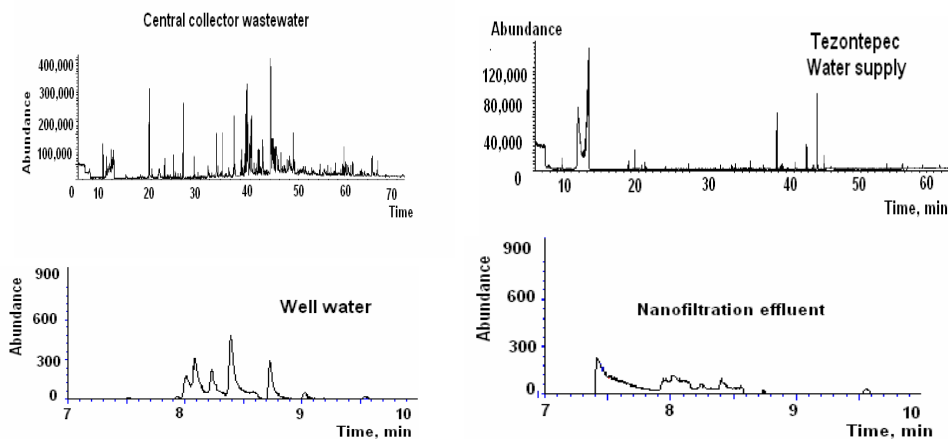 Central collector wastewater
Abundance
400,000
300,000
200,000
100,000
0
0 10 20 30 40 50 60 70
Time
Abundance
Tezontepec
Water supply
120,000
80,000
40,000
0
10 20 30 40 50 60
Time, min
Abundance
900
600
300
0
Well water
7 8 9 10
Time, min
Abundance
900
600
300
0
Nanofiltration effluent
7 8 9 10
Time, min